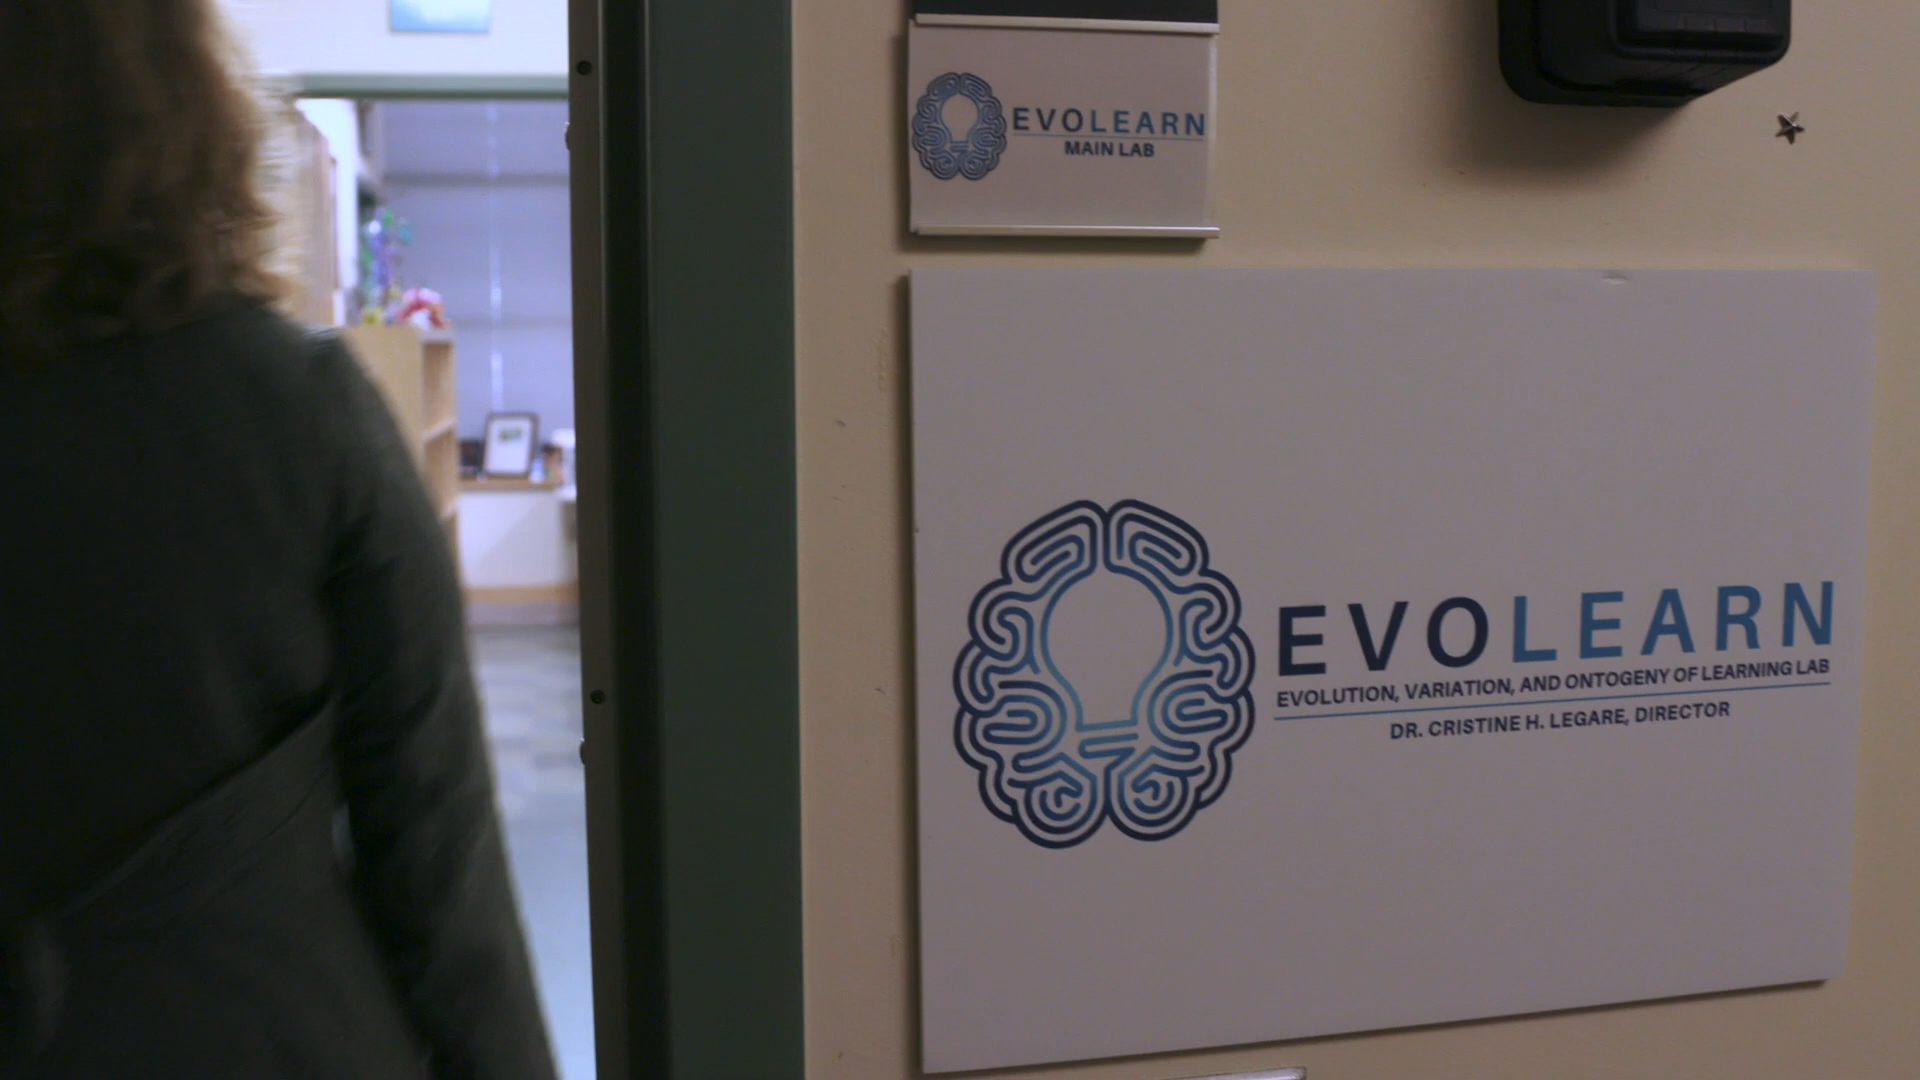 EVOLEARN
MAIN LAB
EVOLEARN
EVOLUTION, VARIATION, AND ONTOGENY OF LEARNING LAB
DR. CRISTINE H. LEGARE, DIRECTOR